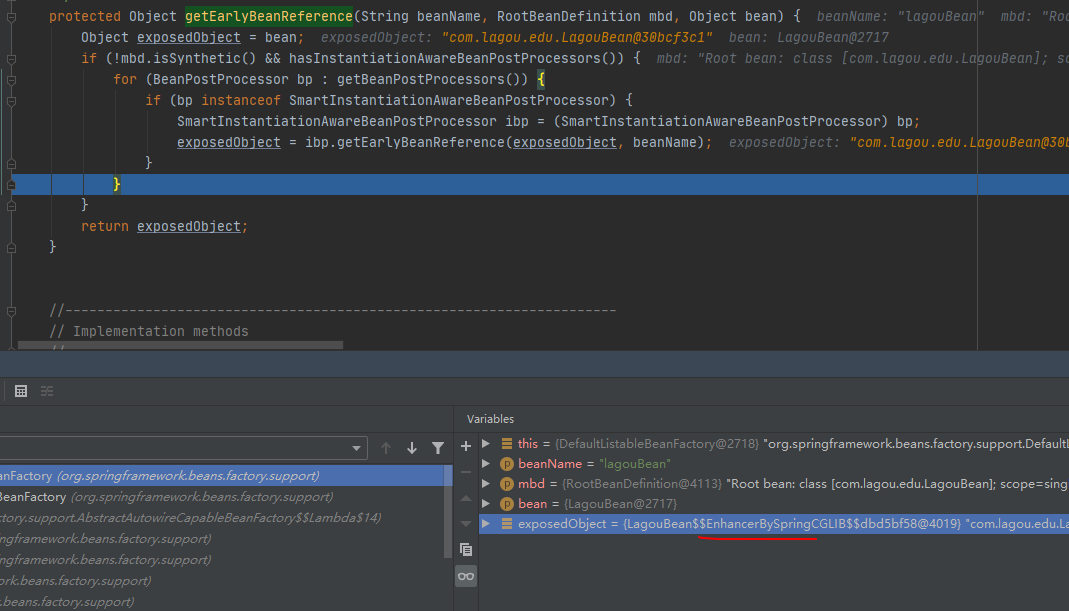 protected Object getEarlyBeanReference(String beanName, RootBeanDefinition mbd, Object bean) { beanName: "lagouBean" mbd: "Roo
Object exposedObject = bean; exposedObject: "com.lagou.edu.LagouBean@30bcf3c1" bean: LagouBean@2717
if (!mbd.isSynthetic() && hasInstantiationAwareBeanPostProcessors()) { mbd: "Root bean: class [com.lagou.edu.LagouBean]; sc
for (BeanPostProcessor bp : getBeanPostProcessors()) {
if (bp instanceof SmartInstantiationAwareBeanPostProcessor) {
SmartInstantiationAwareBeanPostProcessor ibp = (SmartInstantiationAwareBeanPostProcessor) bp;
exposedObject = ibp.getEarlyBeanReference(exposedObject, beanName); exposedObject: "com.lagou.edu.LagouBean@30b
}
}
}
return exposedObject;
}
//---------------------------------------------------------------------
// Implementation methods
//
Variables
this = {DefaultListableBeanFactory@2718} "org.springframework.beans.factory.support.DefaultL
beanName = "lagouBean"
mbd = {RootBeanDefinition@4113} "Root bean: class [com.lagou.edu.LagouBean]; scope=sing
bean = {LagouBean@2717}
exposedObject = {LagouBean$$EnhancerBySpringCGLIB$$dbd5bf58@4019} "com.lagou.edu.La
anFactory (org.springframework.beans.factory.support)
BeanFactory (org.springframework.beans.factory.support)
ctory.support.AbstractAutowireCapableBeanFactory$$Lambda$14)
ngframework.beans.factory.support)
ngframework.beans.factory.support)
ork.beans.factory.support)
.beans.factory.support)